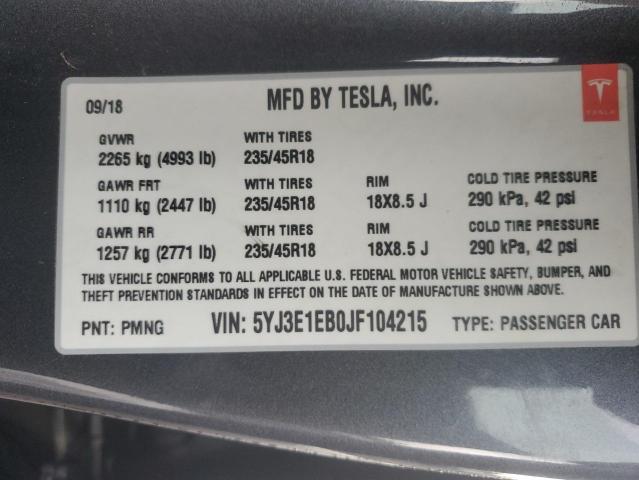 09/18 MFD BY TESLA, INC.
TESLA
GVWR WITH TIRES
2265 kg (4993 lb) 235/45R18
GAWR FRT WITH TIRES RIM COLD TIRE PRESSURE
1110 kg (2447 lb) 235/45R18 18X8.5 J 290 kPa, 42 psi
GAWR RR WITH TIRES RIM COLD TIRE PRESSURE
1257 kg (2771 lb) 235/45R18 18X8.5 J 290 kPa, 42 psi
THIS VEHICLE CONFORMS TO ALL APPLICABLE U.S. FEDERAL MOTOR VEHICLE SAFETY, BUMPER, AND
THEFT PREVENTION STANDARDS IN EFFECT ON THE DATE OF MANUFACTURE SHOWN ABOVE.
PNT: PMNG VIN: 5YJ3E1EB0JF104215 TYPE: PASSENGER CAR